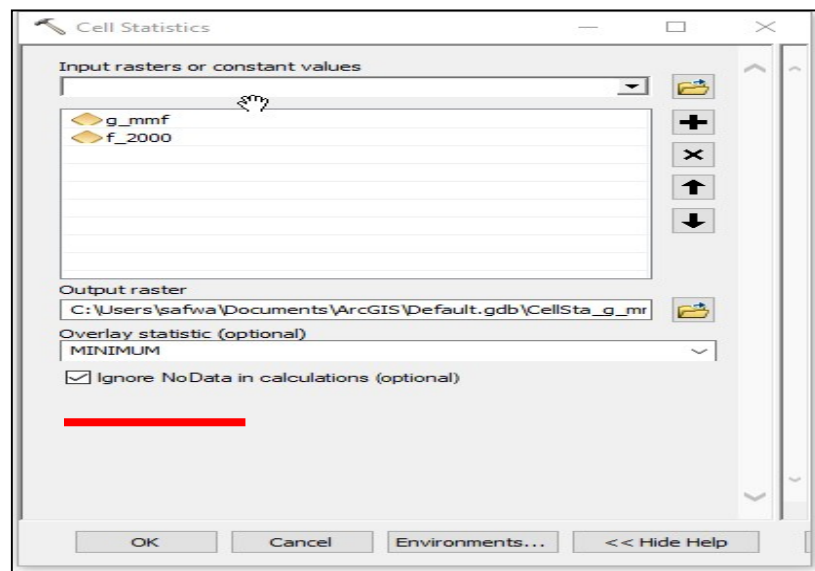 Cell Statistics
Input rasters or constant values
g_mmf
f_2000
Output raster
C:\Users\safwa\Documents\ArcGIS\Default.gdb\CellSta_g_mr
Overlay statistic (optional)
MINIMUM
Ignore NoData in calculations (optional)
OK Cancel Environments... << Hide Help